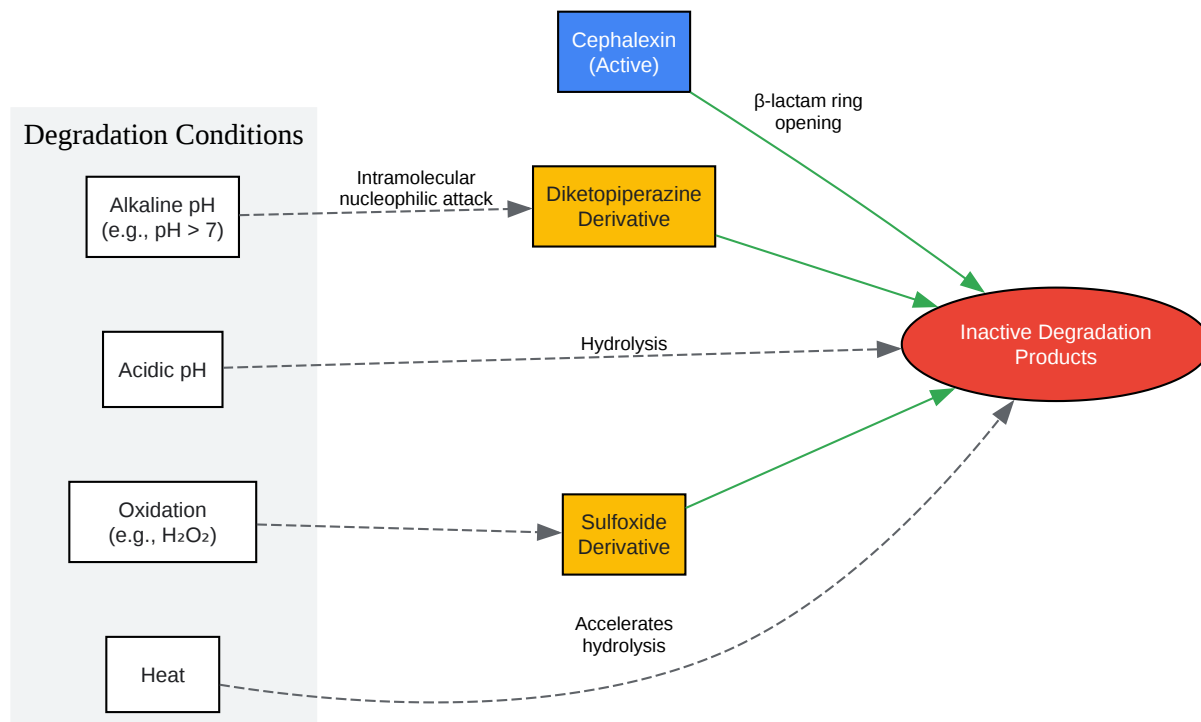 Cephalexin
(Active)
β-lactam ring
opening
Degradation Conditions
Alkaline pH
(e.g., pH > 7)
Intramolecular
nucleophilic attack
Diketopiperazine
Derivative
Inactive Degradation
Products
Acidic pH
Hydrolysis
Oxidation
(e.g., H₂O₂)
Sulfoxide
Derivative
Accelerates
hydrolysis
Heat